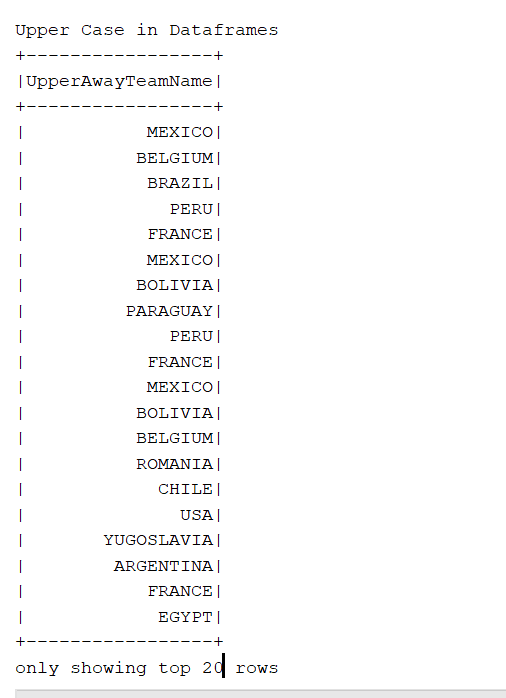 Upper Case in Dataframes
+-----------------+
|UpperAwayTeamName|
+-----------------+
|           MEXICO|
|          BELGIUM|
|           BRAZIL|
|             PERU|
|           FRANCE|
|           MEXICO|
|          BOLIVIA|
|         PARAGUAY|
|             PERU|
|           FRANCE|
|           MEXICO|
|          BOLIVIA|
|          BELGIUM|
|          ROMANIA|
|            CHILE|
|              USA|
|       YUGOSLAVIA|
|        ARGENTINA|
|           FRANCE|
|            EGYPT|
+-----------------+
only showing top 20 rows